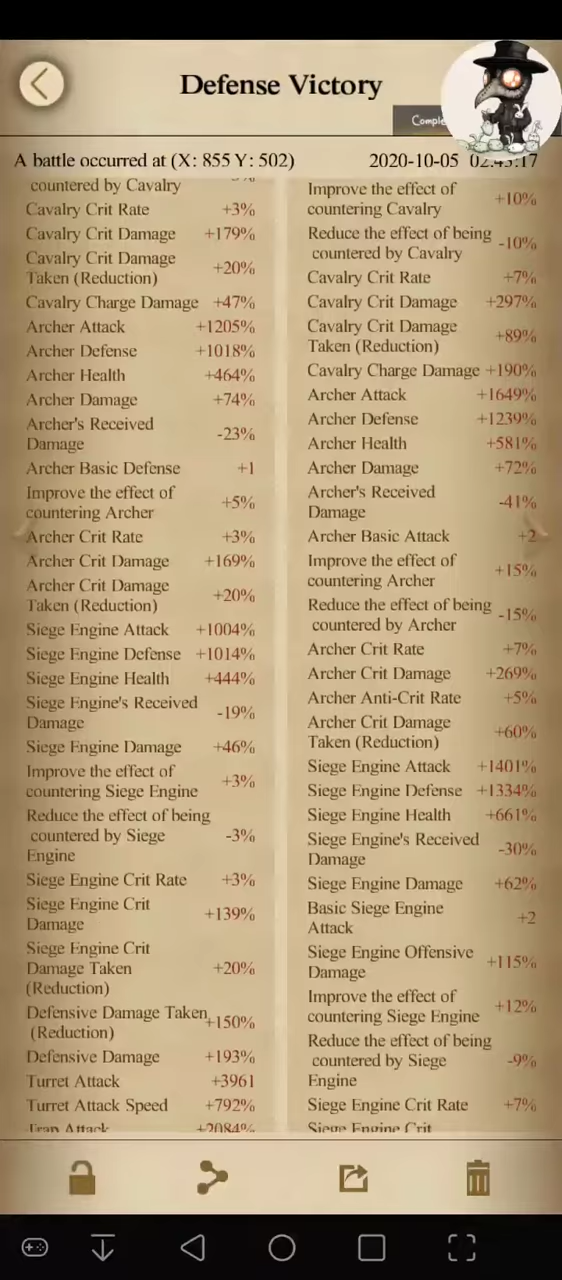 Defense Victory
Comple
A battle occurred at (X: 855 Y: 502)
2020-10-05 02:43:17
countered by Cavalry
Cavalry Crit Rate +3%
Cavalry Crit Damage +179%
Cavalry Crit Damage
Taken (Reduction) +20%
Cavalry Charge Damage +47%
Archer Attack +1205%
Archer Defense +1018%
Archer Health +464%
Archer Damage +74%
Archer's Received
Damage -23%
Archer Basic Defense +1
Improve the effect of
countering Archer +5%
Archer Crit Rate +3%
Archer Crit Damage +169%
Archer Crit Damage
Taken (Reduction) +20%
Siege Engine Attack +1004%
Siege Engine Defense +1014%
Siege Engine Health +444%
Siege Engine's Received
Damage -19%
Siege Engine Damage +46%
Improve the effect of
countering Siege Engine +3%
Reduce the effect of being
countered by Siege -3%
Engine
Siege Engine Crit Rate +3%
Siege Engine Crit
Damage +139%
Siege Engine Crit
Damage Taken +20%
(Reduction)
Defensive Damage Taken
(Reduction) +150%
Defensive Damage +193%
Turret Attack +3961
Turret Attack Speed +792%
Trap Attack +2084%
Improve the effect of
countering Cavalry +10%
Reduce the effect of being
countered by Cavalry -10%
Cavalry Crit Rate +7%
Cavalry Crit Damage +297%
Cavalry Crit Damage
Taken (Reduction) +89%
Cavalry Charge Damage +190%
Archer Attack +1649%
Archer Defense +1239%
Archer Health +581%
Archer Damage +72%
Archer's Received
Damage -41%
Archer Basic Attack +2
Improve the effect of
countering Archer +15%
Reduce the effect of being
countered by Archer -15%
Archer Crit Rate +7%
Archer Crit Damage +269%
Archer Anti-Crit Rate +5%
Archer Crit Damage
Taken (Reduction) +60%
Siege Engine Attack +1401%
Siege Engine Defense +1334%
Siege Engine Health +661%
Siege Engine's Received
Damage -30%
Siege Engine Damage +62%
Basic Siege Engine
Attack +2
Siege Engine Offensive
Damage +115%
Improve the effect of
countering Siege Engine +12%
Reduce the effect of being
countered by Siege -9%
Engine
Siege Engine Crit Rate +7%
Siege Engine Crit